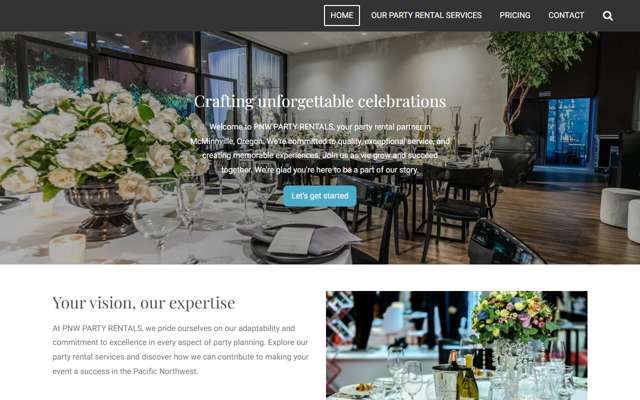 HOME
OUR PARTY RENTAL SERVICES
PRICING
CONTACT
Crafting unforgettable celebrations
Welcome to PNW PARTY RENTALS, your party rental partner in
McMinnville, Oregon. We're committed to quality, exceptional service, and
creating memorable experiences. Join us as we grow and succeed
together. We're glad you're here to be a part of our story.
Let's get started
Your vision, our expertise
At PNW PARTY RENTALS, we pride ourselves on our adaptability and
commitment to excellence in every aspect of party planning. Explore our
party rental services and discover how we can contribute to making your
event a success in the Pacific Northwest.